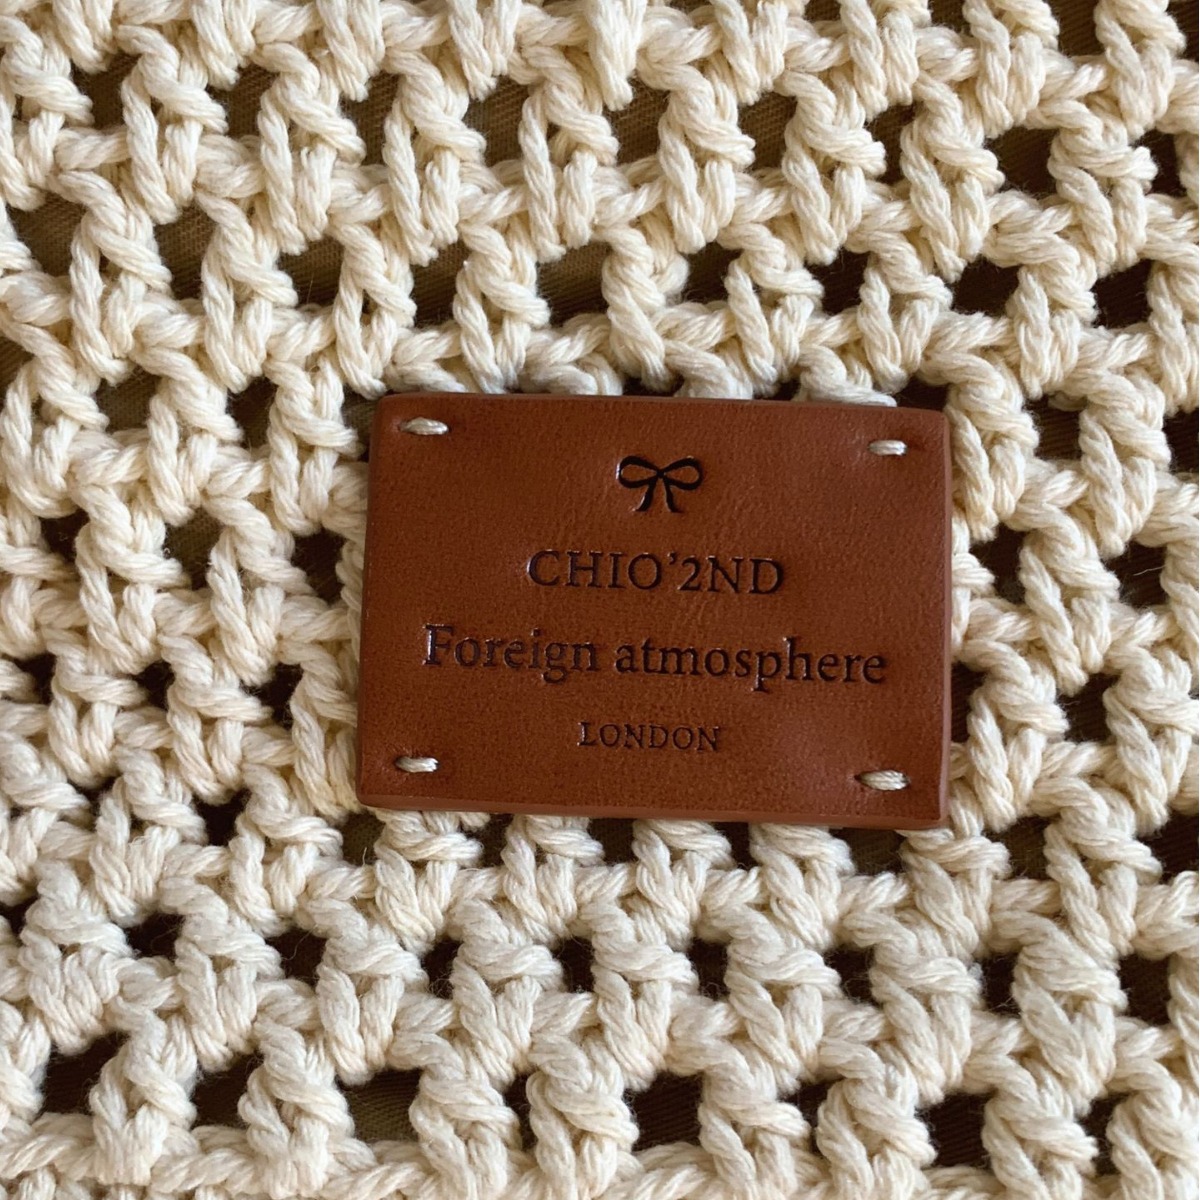 CHIO'2ND
Foreign atmosphere
LONDON